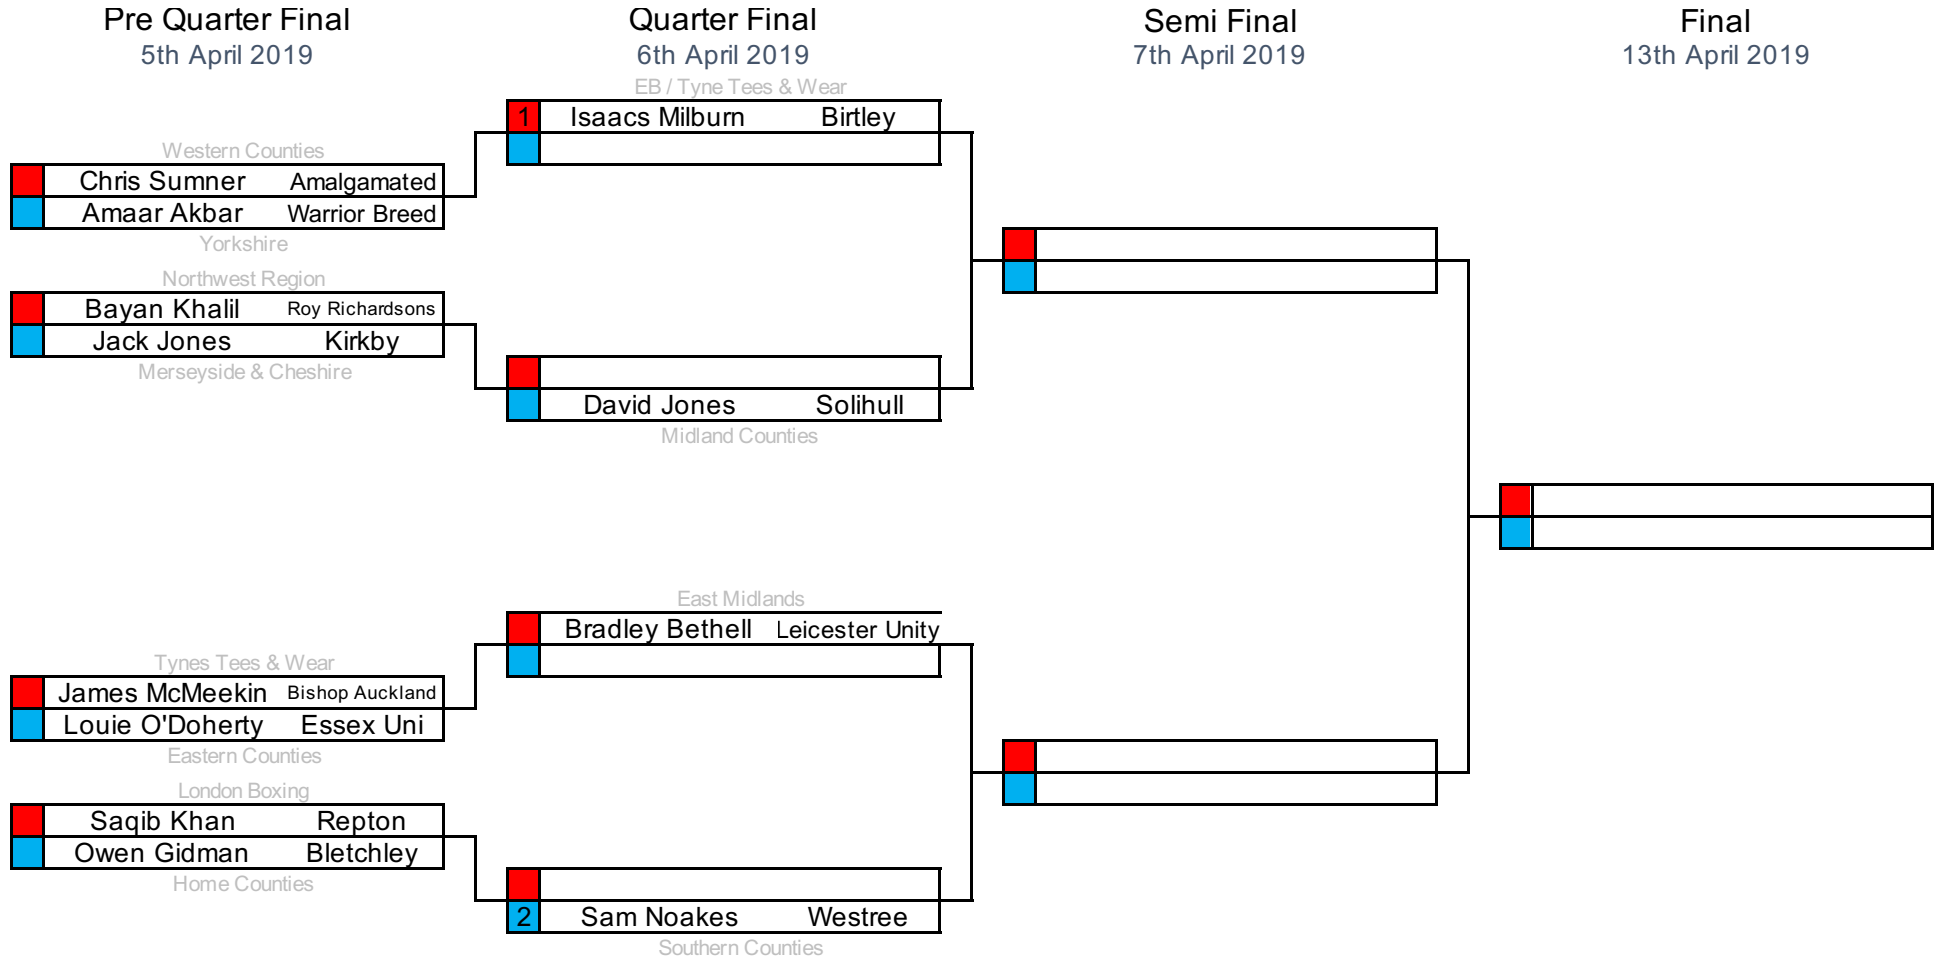 Pre Quarter Final Quarter Final Semi Final Final
5th April 2019 6th April 2019 7th April 2019 13th April 2019
EB / Tyne Tees & Wear
1 Isaacs Milburn Birtley
Western Counties
Chris Sumner Amalgamated
Amaar Akbar Warrior Breed
Yorkshire
Northwest Region
Bayan Khalil Roy Richardsons
Jack Jones Kirkby
Merseyside & Cheshire
David Jones Solihull
Midland Counties
East Midlands
Bradley Bethell Leicester Unity
Tynes Tees & Wear
James McMeekin Bishop Auckland
Louie O'Doherty Essex Uni
Eastern Counties
London Boxing
Saqib Khan Repton
Owen Gidman Bletchley
Home Counties
2 Sam Noakes Westree
Southern Counties